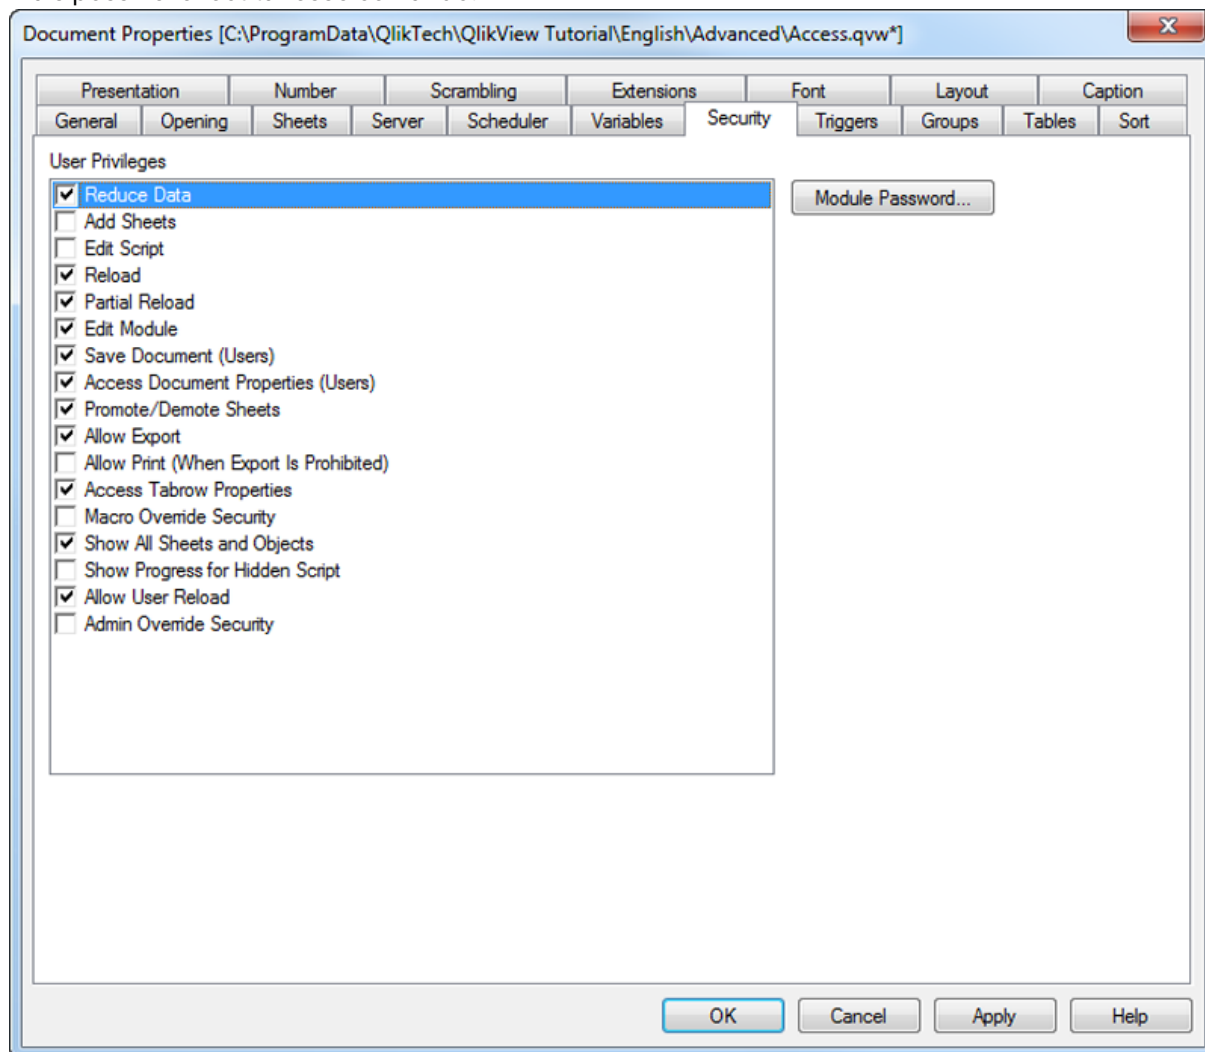 Document Properties [C:\ProgramData\QlikTech\QlikView Tutorial\English\Advanced\Access.qvw*]
Presentation Number Scrambling Extensions Font Layout Caption
General Opening Sheets Server Scheduler Variables Security Triggers Groups Tables Sort
User Privileges
Reduce Data
Module Password...
Add Sheets
Edit Script
Reload
Partial Reload
Edit Module
Save Document (Users)
Access Document Properties (Users)
Promote/Demote Sheets
Allow Export
Allow Print (When Export Is Prohibited)
Access Tabrow Properties
Macro Override Security
Show All Sheets and Objects
Show Progress for Hidden Script
Allow User Reload
Admin Override Security
OK Cancel Apply Help